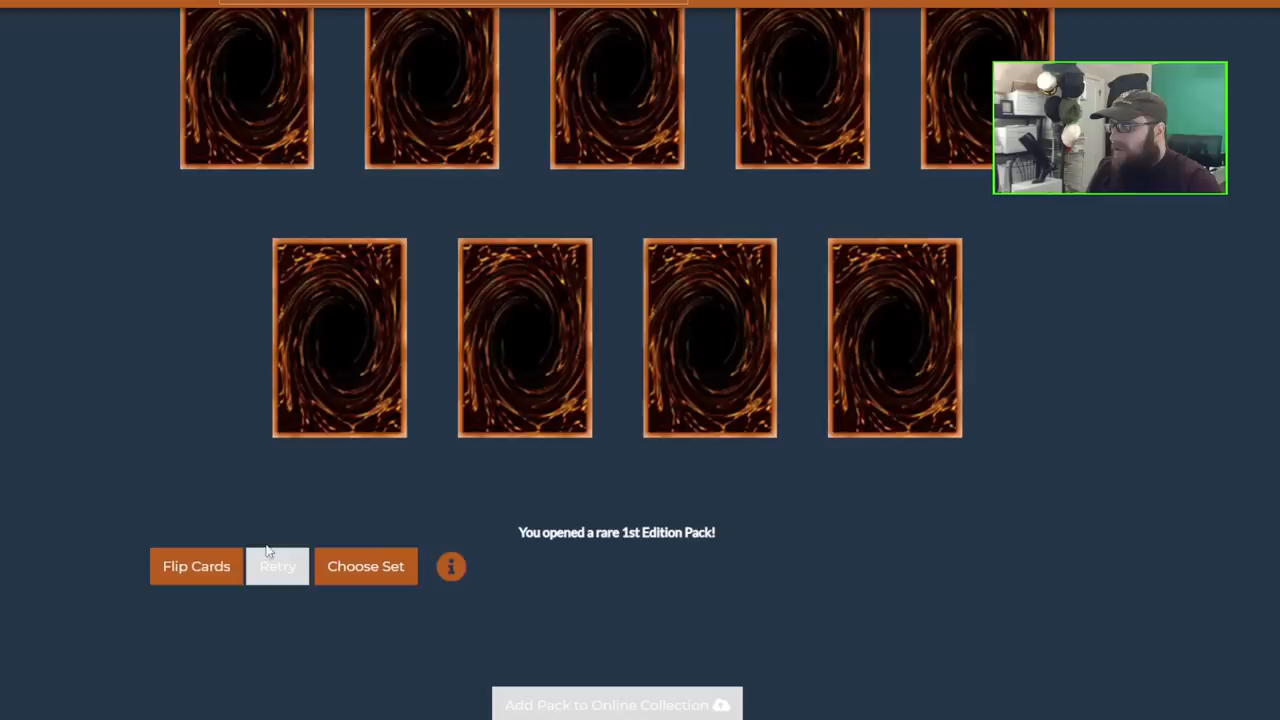 You opened a rare 1st Edition Pack!
Flip Cards
Retry
Choose Set
Add Pack to Online Collection